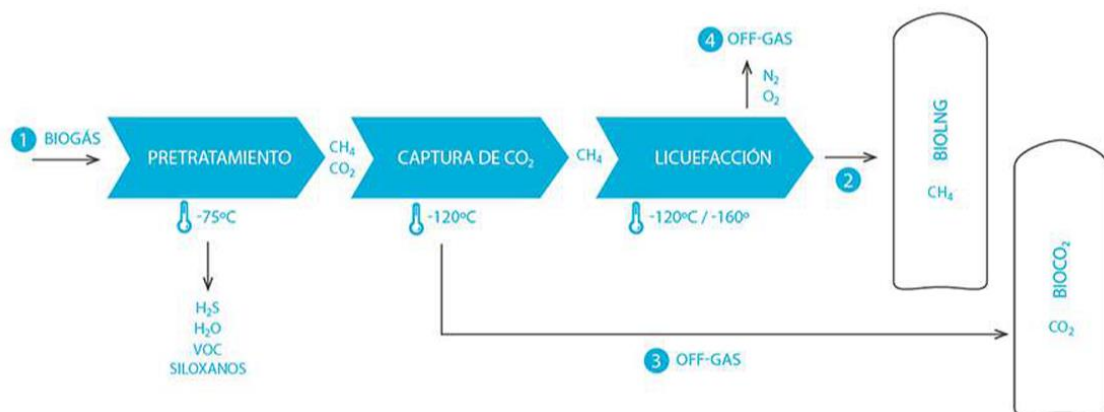 4 OFF-GAS
N₂
O₂
1 BIOGÁS
PRETRATAMIENTO
CH₄
CO₂
CAPTURA DE CO₂
CH₄
LICUEFACCIÓN
2
BIOLNG
CH₄
-75ºC
-120ºC
-120ºC / -160º
H₂S
H₂O
VOC
SILOXANOS
3 OFF-GAS
BIOCO₂
CO₂